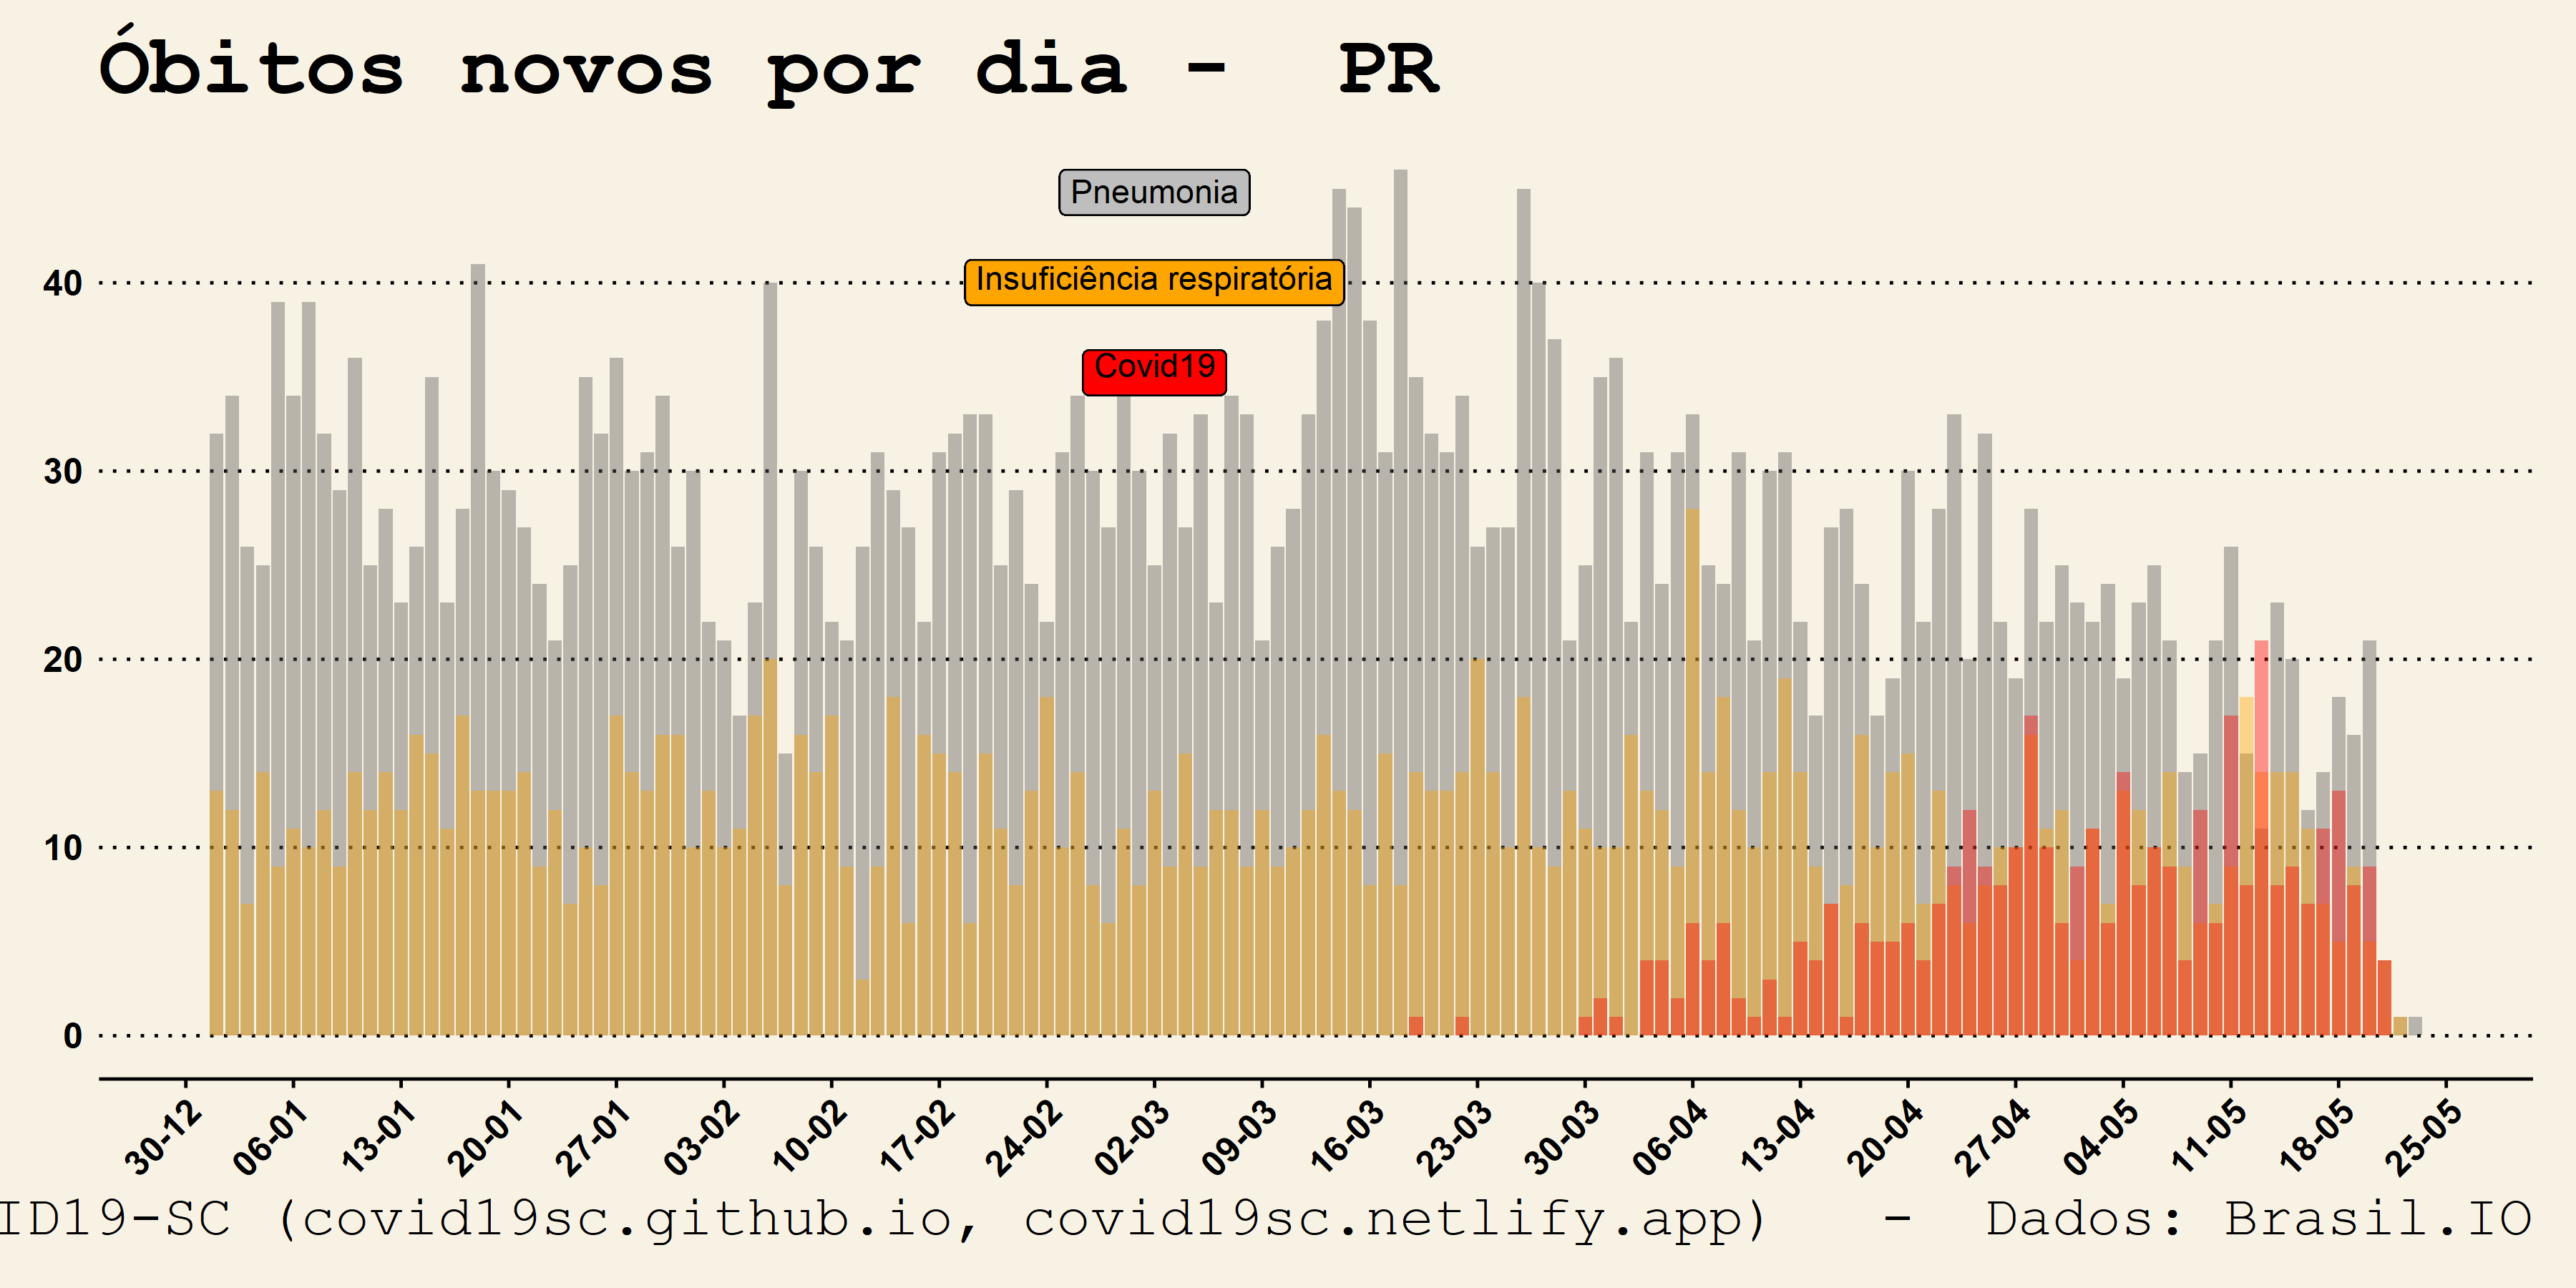 Óbitos novos por dia - PR
Pneumonia
Insuficiência respiratória
Covid19
40
30
20
10
0
30-12 06-01 13-01 20-01 27-01 03-02 10-02 17-02 24-02 02-03 09-03 16-03 23-03 30-03 06-04 13-04 20-04 27-04 04-05 11-05 18-05 25-05
ID19-SC (covid19sc.github.io, covid19sc.netlify.app) - Dados: Brasil.IO